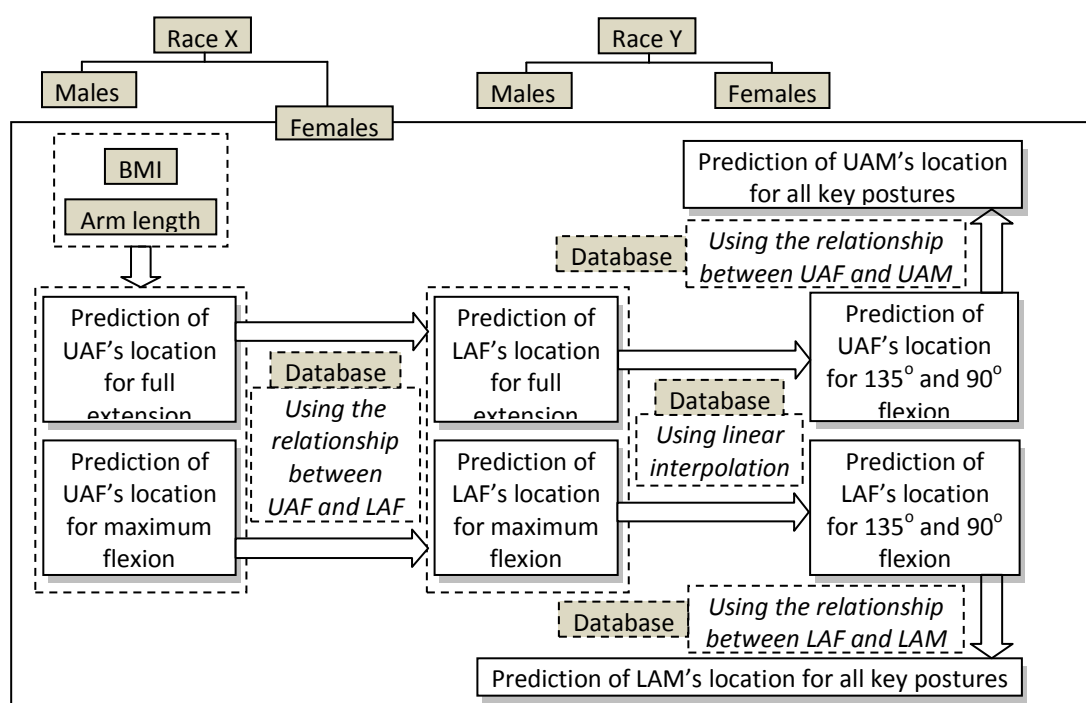 Race X
Race Y
Males
Females
Males
Females
BMI
Arm length
Prediction of UAM’s location
for all key postures
Database
Using the relationship
between UAF and UAM
Prediction of
UAF’s location
for full
extension
Prediction of
LAF’s location
for full
extension
Prediction of
UAF’s location
for 135° and 90°
flexion
Database
Using the
relationship
between
UAF and LAF
Database
Using linear
interpolation
Prediction of
UAF’s location
for maximum
flexion
Prediction of
LAF’s location
for maximum
flexion
Prediction of
LAF’s location
for 135° and 90°
flexion
Database
Using the relationship
between LAF and LAM
Prediction of LAM’s location for all key postures